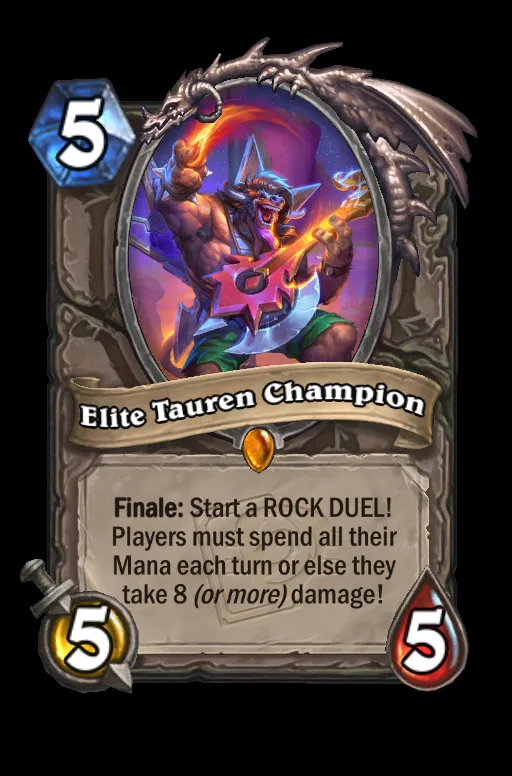 5
Elite Tauren Champion
Finale: Start a ROCK DUEL!
Players must spend all their
Mana each turn or else they
take 8 (or more) damage!
5
5